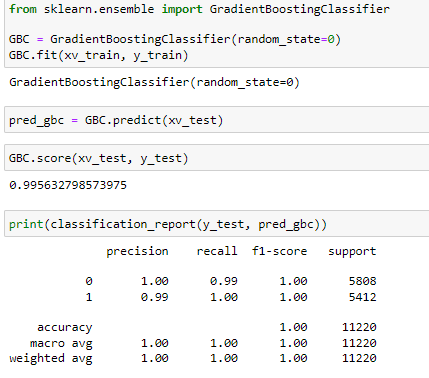 from sklearn.ensemble import GradientBoostingClassifier
GBC = GradientBoostingClassifier(random_state=0)
GBC.fit(xv_train, y_train)
GradientBoostingClassifier(random_state=0)
pred_gbc = GBC.predict(xv_test)
GBC.score(xv_test, y_test)
0.995632798573975
print(classification_report(y_test, pred_gbc))
precision recall f1-score support
0 1.00 0.99 1.00 5808
1 0.99 1.00 1.00 5412
accuracy 1.00 11220
macro avg 1.00 1.00 1.00 11220
weighted avg 1.00 1.00 1.00 11220